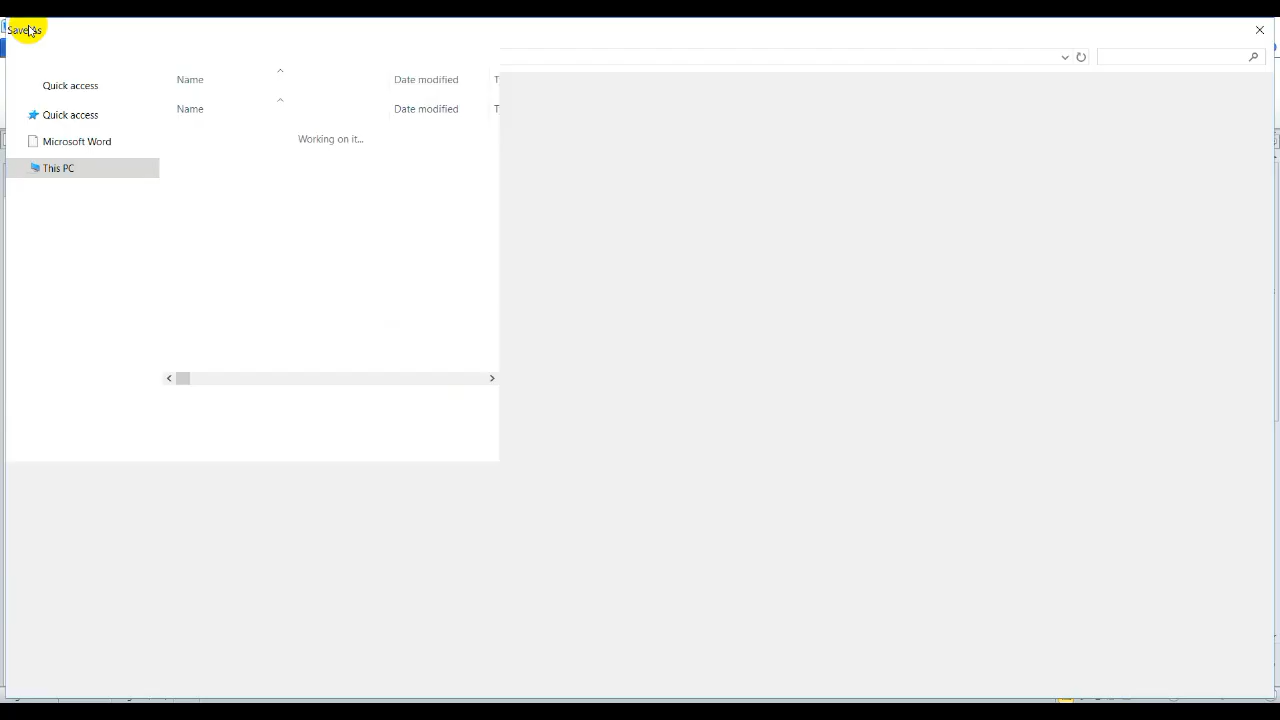 Save As
Quick access
Name
Date modified
T
Quick access
Name
Date modified
T
Microsoft Word
Working on it...
This PC